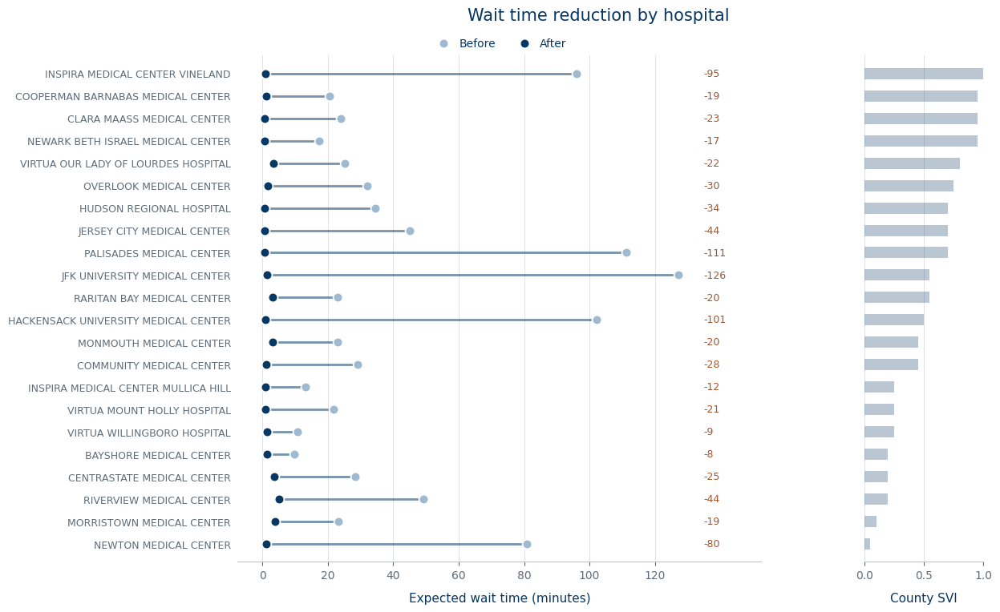 Wait time reduction by hospital
Before After
INSPIRA MEDICAL CENTER VINELAND -95
COOPERMAN BARNABAS MEDICAL CENTER -19
CLARA MAASS MEDICAL CENTER -23
NEWARK BETH ISRAEL MEDICAL CENTER -17
VIRTUA OUR LADY OF LOURDES HOSPITAL -22
OVERLOOK MEDICAL CENTER -30
HUDSON REGIONAL HOSPITAL -34
JERSEY CITY MEDICAL CENTER -44
PALISADES MEDICAL CENTER -111
JFK UNIVERSITY MEDICAL CENTER -126
RARITAN BAY MEDICAL CENTER -20
HACKENSACK UNIVERSITY MEDICAL CENTER -101
MONMOUTH MEDICAL CENTER -20
COMMUNITY MEDICAL CENTER -28
INSPIRA MEDICAL CENTER MULLICA HILL -12
VIRTUA MOUNT HOLLY HOSPITAL -21
VIRTUA WILLINGBORO HOSPITAL -9
BAYSHORE MEDICAL CENTER -8
CENTRASTATE MEDICAL CENTER -25
RIVERVIEW MEDICAL CENTER -44
MORRISTOWN MEDICAL CENTER -19
NEWTON MEDICAL CENTER -80
0 20 40 60 80 100 120 0.0 0.5 1.0
Expected wait time (minutes) County SVI